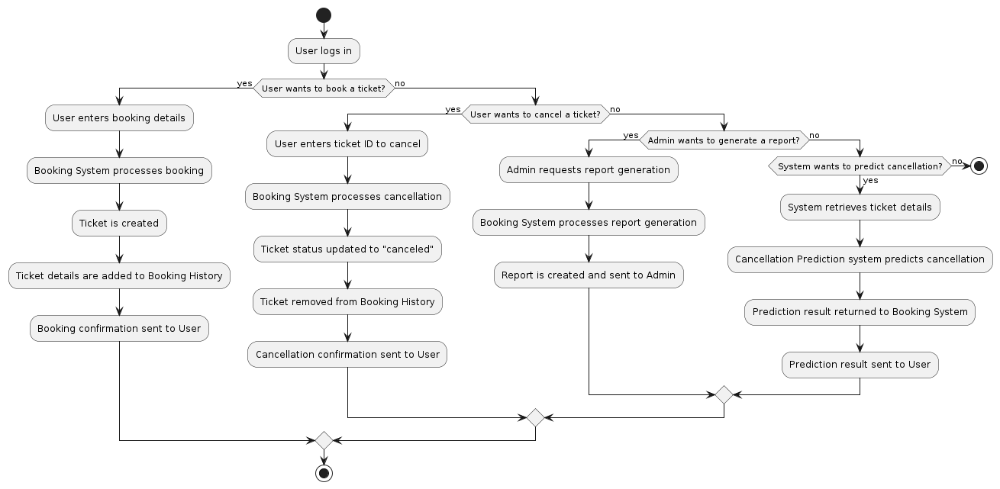 User logs in
yes
User wants to book a ticket?
no
User enters booking details
Booking System processes booking
Ticket is created
Ticket details are added to Booking History
Booking confirmation sent to User
yes
User wants to cancel a ticket?
no
User enters ticket ID to cancel
Booking System processes cancellation
Ticket status updated to "canceled"
Ticket removed from Booking History
Cancellation confirmation sent to User
yes
Admin wants to generate a report?
no
Admin requests report generation
Booking System processes report generation
Report is created and sent to Admin
System wants to predict cancellation?
no
yes
System retrieves ticket details
Cancellation Prediction system predicts cancellation
Prediction result returned to Booking System
Prediction result sent to User